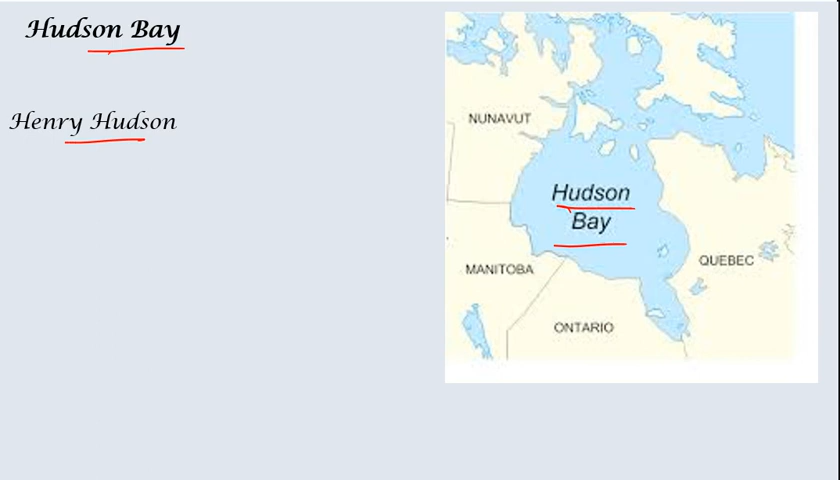 Hudson Bay
Henry Hudson
NUNAVUT
Hudson
Bay
QUEBEC
MANITOBA
ONTARIO